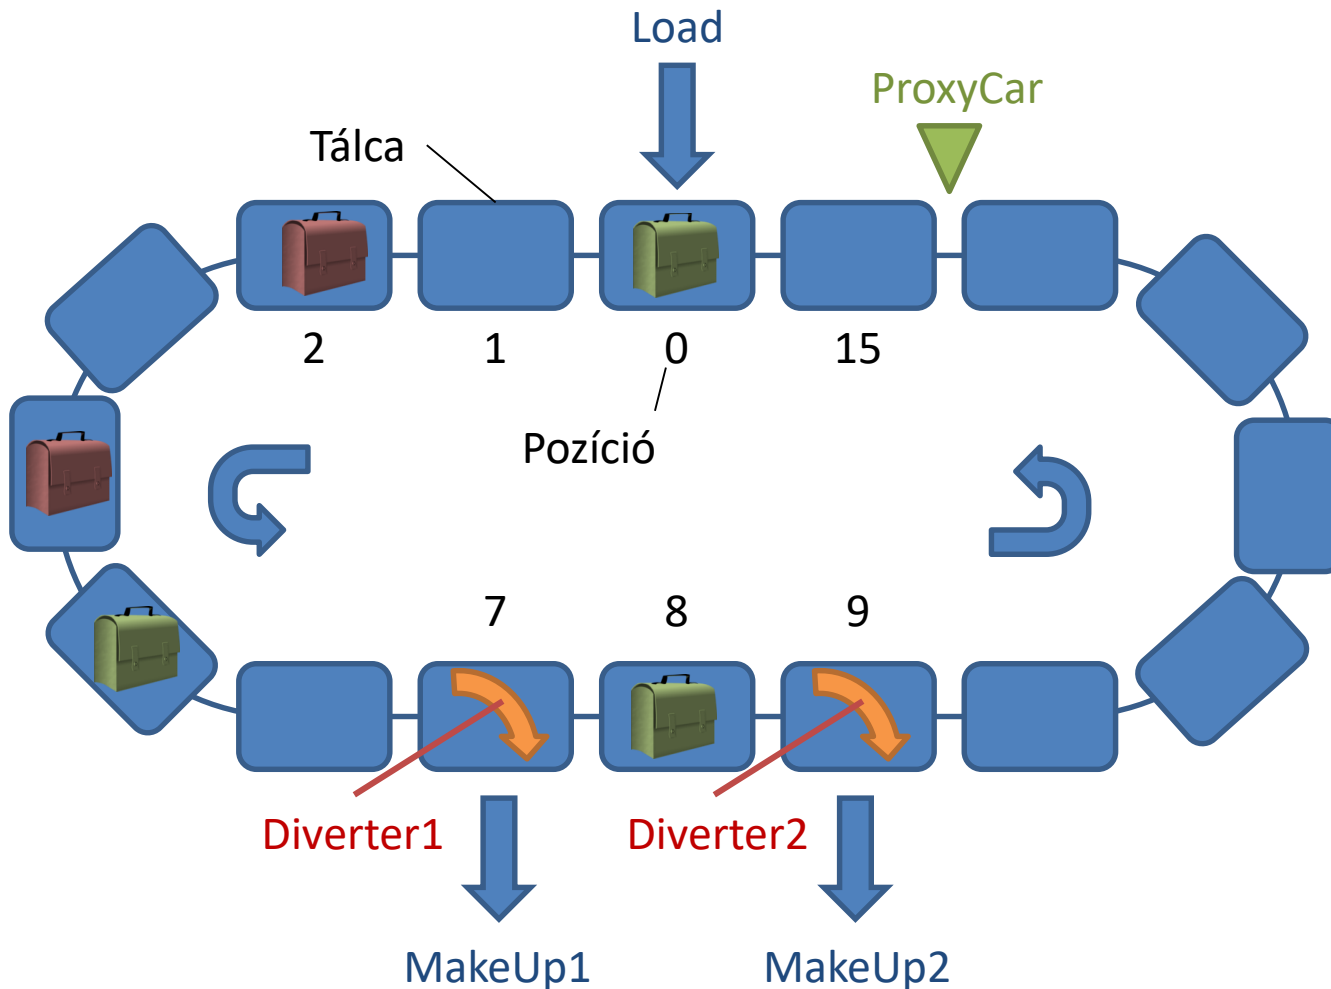 Load
ProxyCar
Tálca
2
1
0
15
Pozíció
7
8
9
Diverter1
Diverter2
MakeUp1
MakeUp2